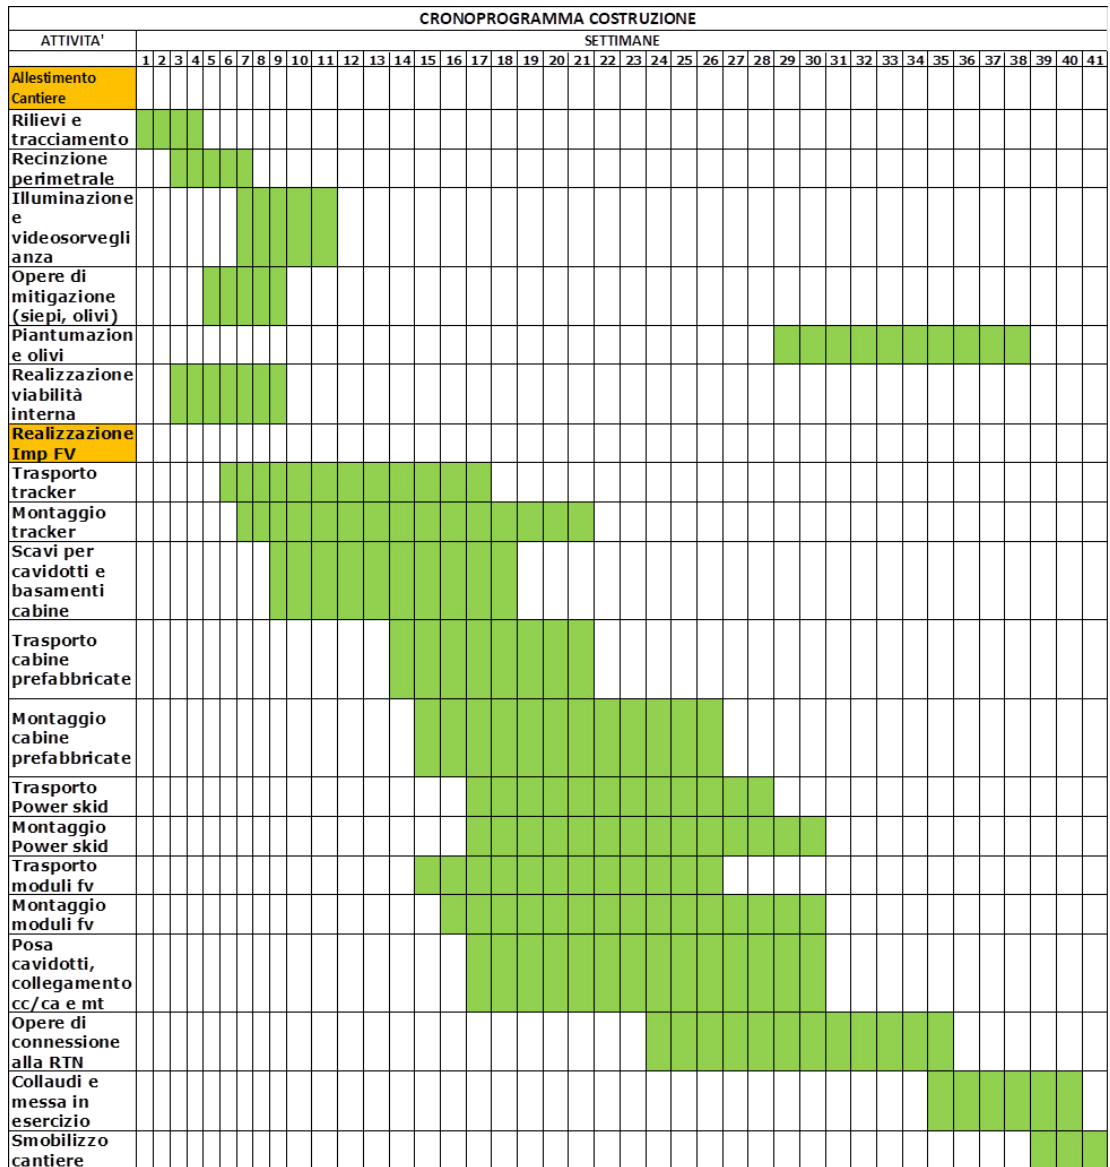 CRONOPROGRAMMA COSTRUZIONE
ATTIVITA' SETTIMANE
1 2 3 4 5 6 7 8 9 10 11 12 13 14 15 16 17 18 19 20 21 22 23 24 25 26 27 28 29 30 31 32 33 34 35 36 37 38 39 40 41
Allestimento
Cantiere
Rilievi e
tracciamento
Recinzione
perimetrale
Illuminazione
e
videosorvegli
anza
Opere di
mitigazione
(siepi, olivi)
Piantumazion
e olivi
Realizzazione
viabilità
interna
Realizzazione
Imp FV
Trasporto
tracker
Montaggio
tracker
Scavi per
cavidotti e
basamenti
cabine
Trasporto
cabine
prefabbricate
Montaggio
cabine
prefabbricate
Trasporto
Power skid
Montaggio
Power skid
Trasporto
moduli fv
Montaggio
moduli fv
Posa
cavidotti,
collegamento
cc/ca e mt
Opere di
connessione
alla RTN
Collaudi e
messa in
esercizio
Smobilizzo
cantiere